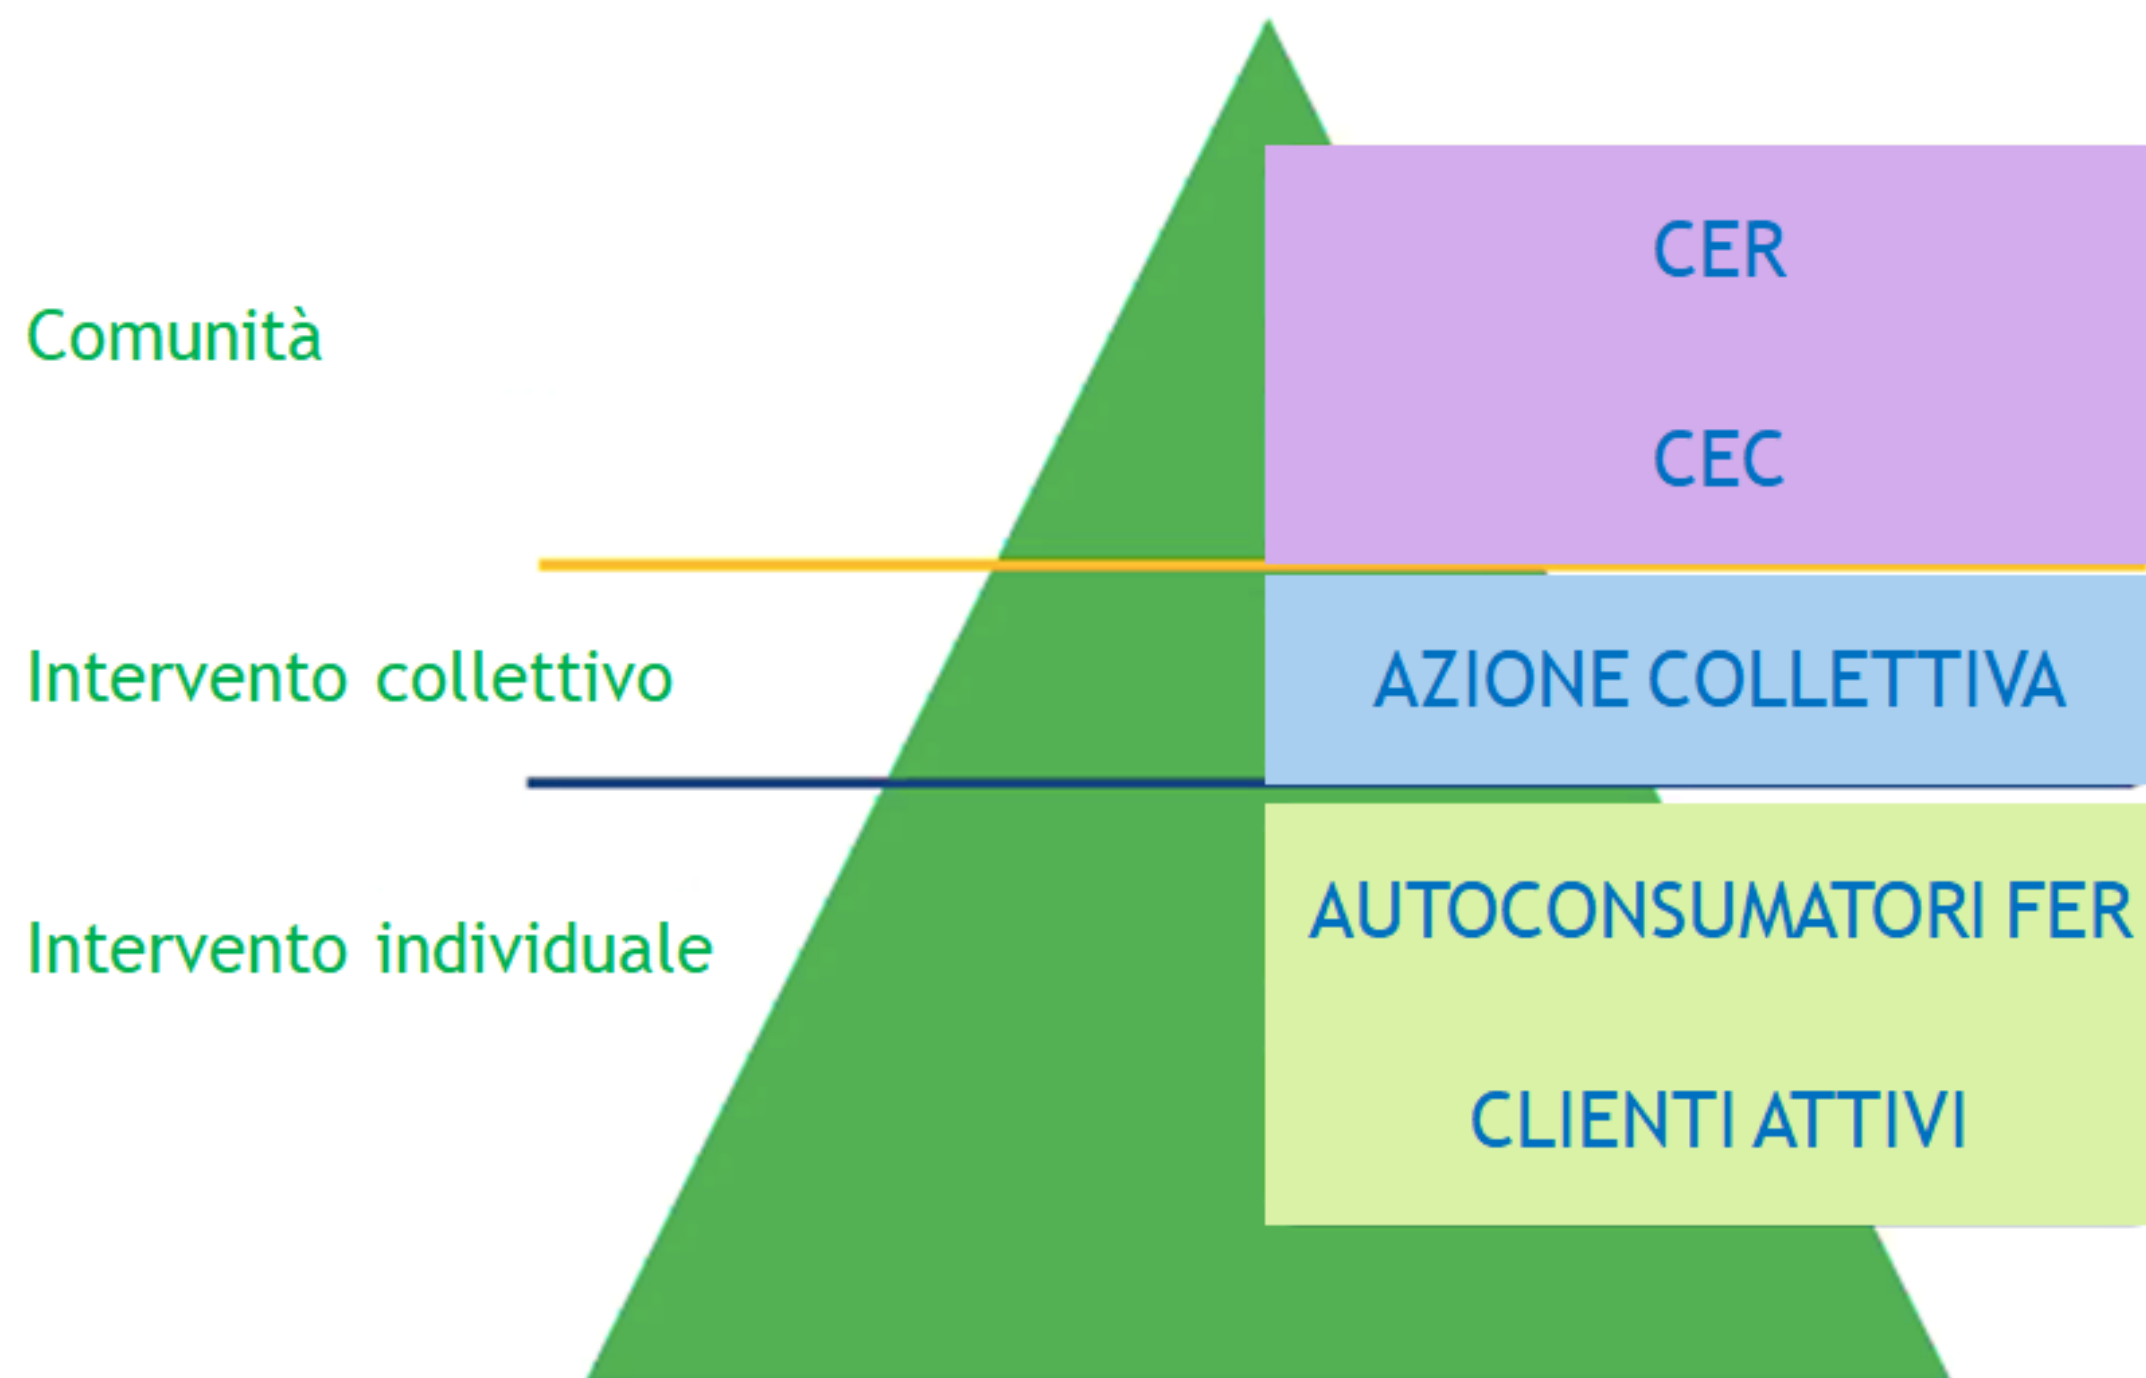 CER
Comunità
CEC
Intervento collettivo
AZIONE COLLETTIVA
AUTOCONSUMATORI FER
Intervento individuale
CLIENTI ATTIVI